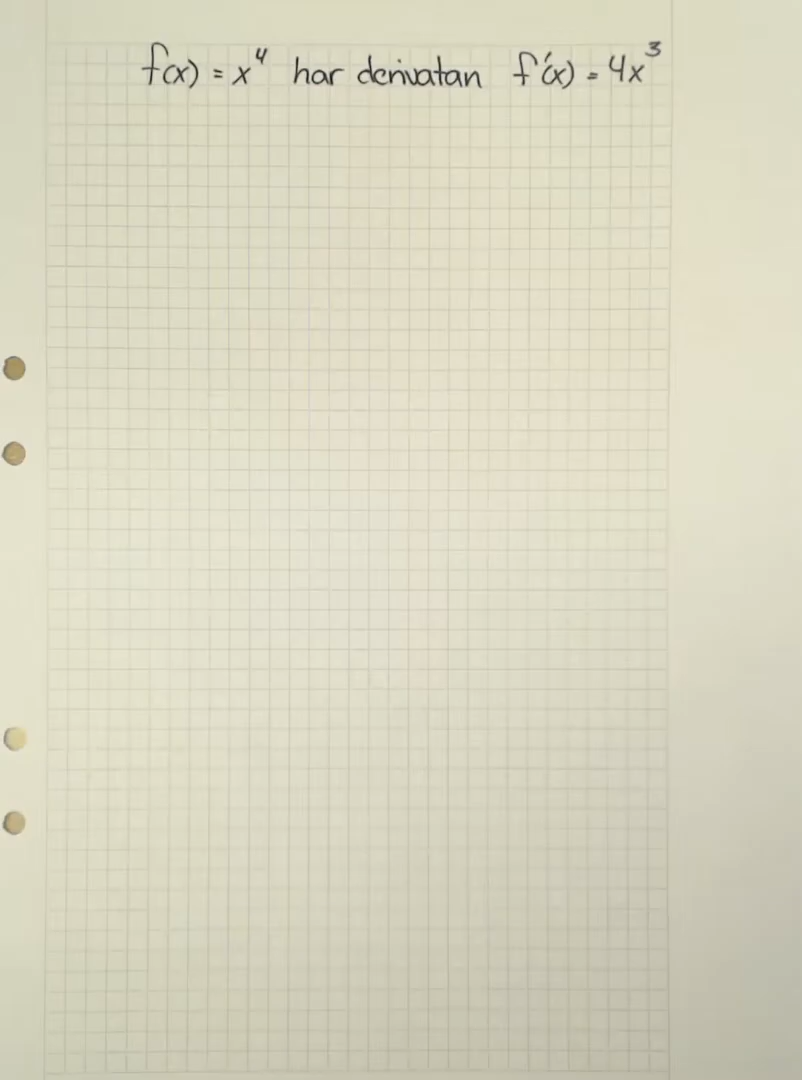 f(x) = x⁴ har derivatan f'(x) = 4x³